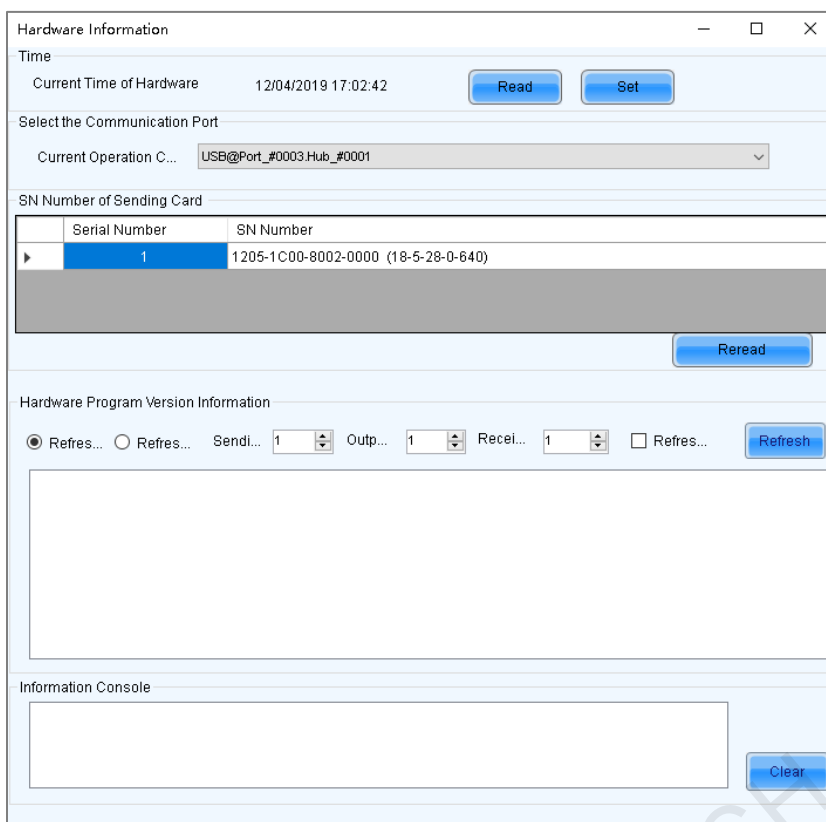 Hardware Information
Time
Current Time of Hardware 12/04/2019 17:02:42 Read Set
Select the Communication Port
Current Operation C... USB@Port_#0003.Hub_#0001
SN Number of Sending Card
Serial Number SN Number
1 1205-1C00-8002-0000 (18-5-28-0-640)
Reread
Hardware Program Version Information
Refres... Refres... Sendi... 1 Outp... 1 Recei... 1 Refres... Refresh
Information Console
Clear
CH